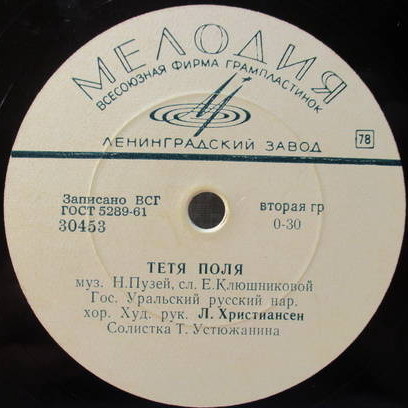 МЕЛОДИЯ
ВСЕСОЮЗНАЯ ФИРМА ГРАМПЛАСТИНОК
ЛЕНИНГРАДСКИЙ ЗАВОД
78
Записано ВСГ
ГОСТ 5289-61
30453
вторая гр
0-30
ТЕТЯ ПОЛЯ
муз. Н.Пузей, сл. Е.Клюшниковой
Гос. Уральский русский нар.
хор. Худ. рук. Л. Христиансен
Солистка Т. Устюжанина